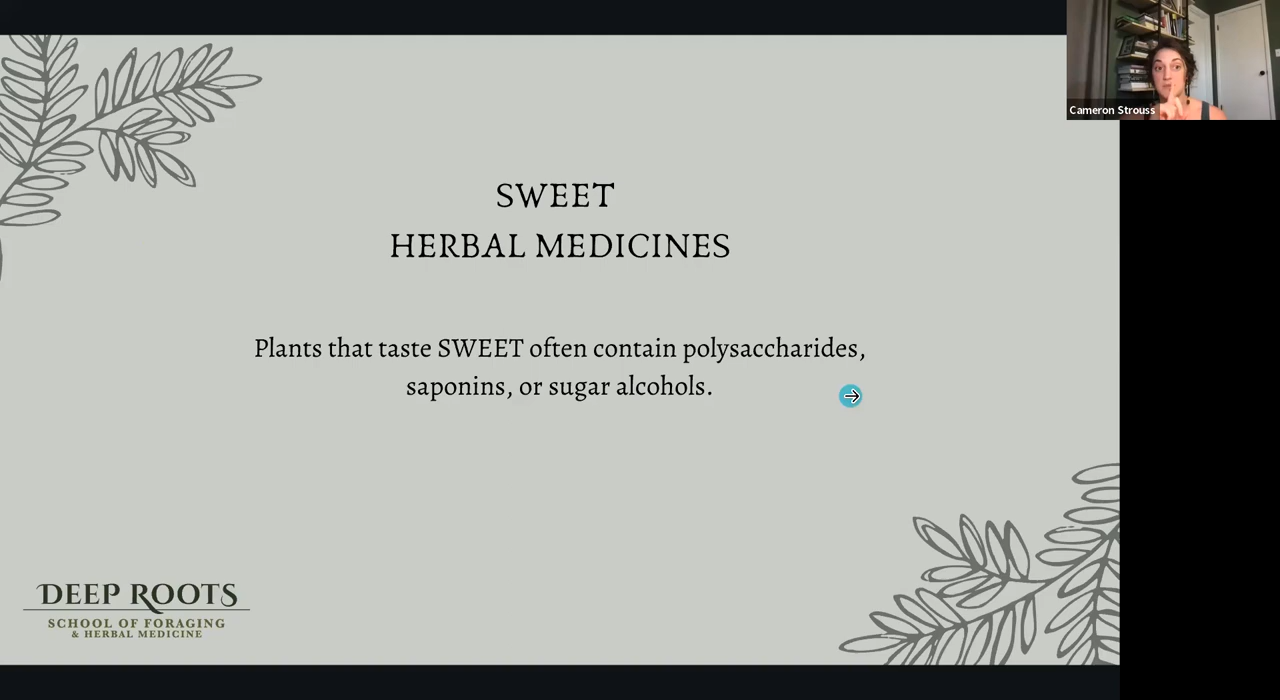 Cameron Strouss
SWEET
HERBAL MEDICINES
Plants that taste SWEET often contain polysaccharides,
saponins, or sugar alcohols.
DEEP ROOTS
SCHOOL OF FORAGING
& HERBAL MEDICINE